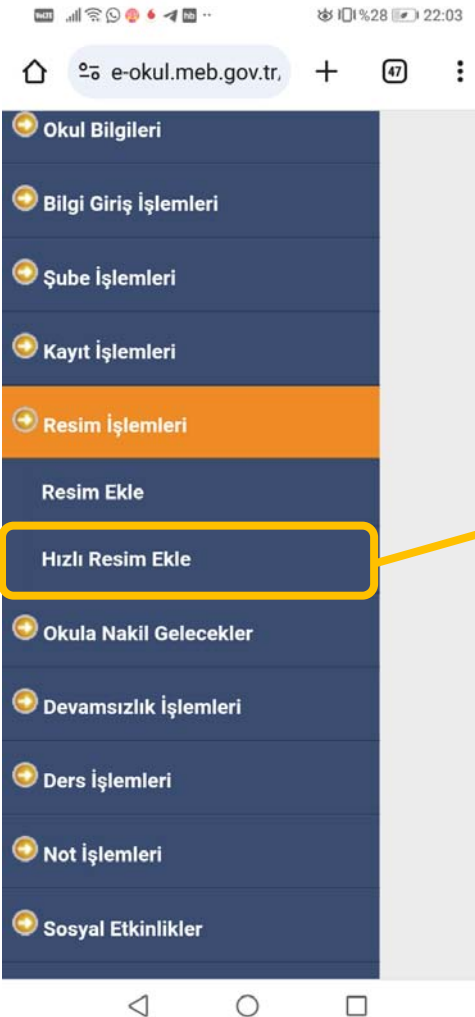 %28 22:03
e-okul.meb.gov.tr, 47
Okul Bilgileri
Bilgi Giriş İşlemleri
Şube İşlemleri
Kayıt İşlemleri
Resim İşlemleri
Resim Ekle
Hızlı Resim Ekle
Okula Nakil Gelecekler
Devamsızlık İşlemleri
Ders İşlemleri
Not İşlemleri
Sosyal Etkinlikler